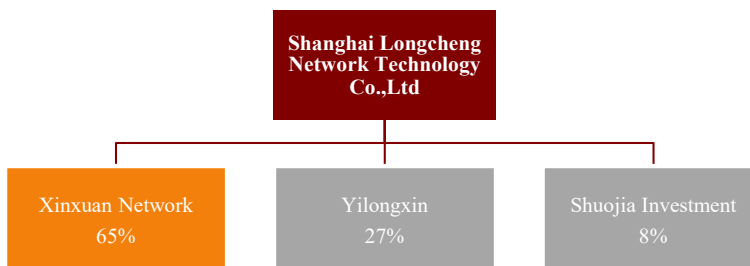 Shanghai Longcheng
Network Technology
Co.,Ltd
Xinxuan Network
65%
Yilongxin
27%
Shuojia Investment
8%